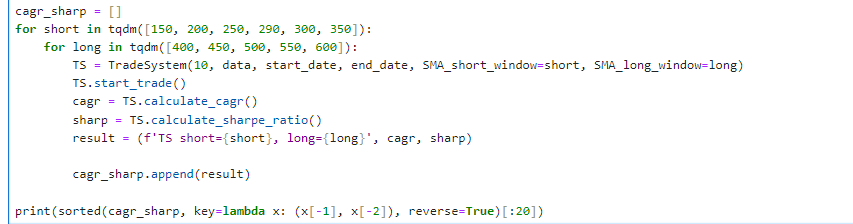 cagr_sharp = []
for short in tqdm([150, 200, 250, 290, 300, 350]):
    for long in tqdm([400, 450, 500, 550, 600]):
        TS = TradeSystem(10, data, start_date, end_date, SMA_short_window=short, SMA_long_window=long)
        TS.start_trade()
        cagr = TS.calculate_cagr()
        sharp = TS.calculate_sharpe_ratio()
        result = (f'TS short={short}, long={long}', cagr, sharp)

        cagr_sharp.append(result)

print(sorted(cagr_sharp, key=lambda x: (x[-1], x[-2]), reverse=True)[:20])